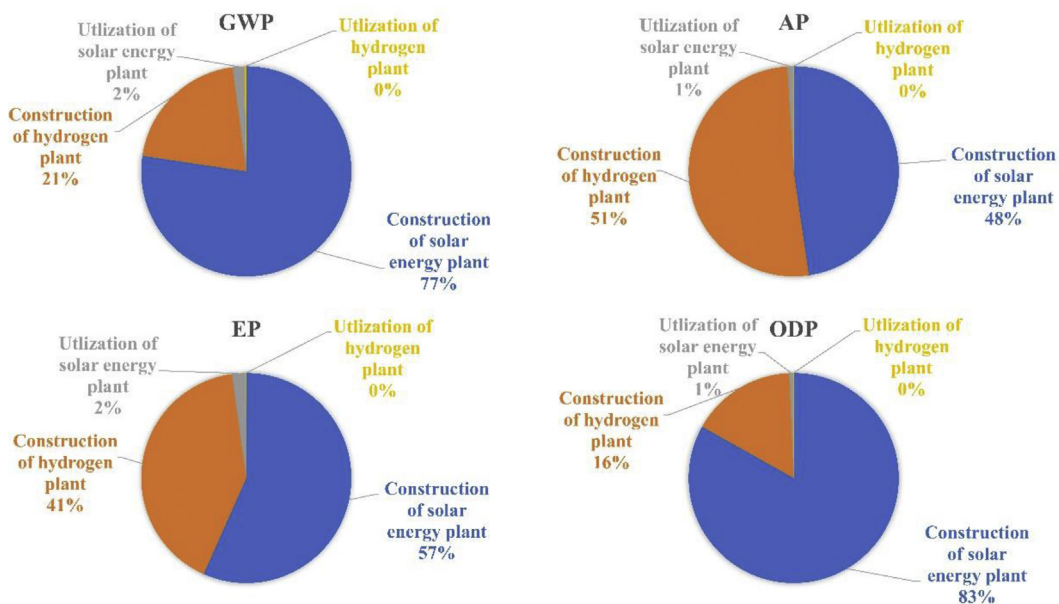 GWP
Utlization of
solar energy
plant
2%
Utlization of
hydrogen
plant
0%
Construction
of hydrogen
plant
21%
Construction
of solar
energy plant
77%
AP
Utlization of
solar energy
plant
1%
Utlization of
hydrogen
plant
0%
Construction
of hydrogen
plant
51%
Construction
of solar
energy plant
48%
EP
Utlization of
solar energy
plant
2%
Utlization of
hydrogen
plant
0%
Construction
of hydrogen
plant
41%
Construction
of solar
energy plant
57%
ODP
Utlization of
solar energy
plant
1%
Utlization of
hydrogen
plant
0%
Construction
of hydrogen
plant
16%
Construction
of solar
energy plant
83%